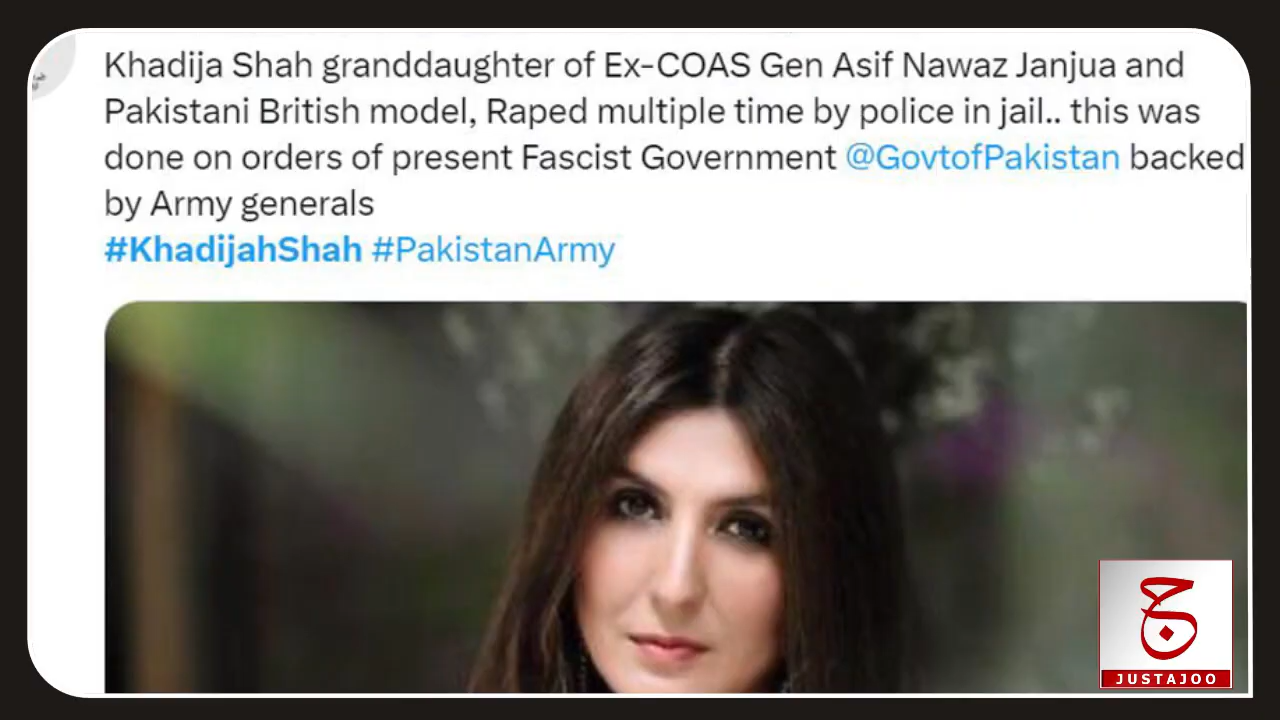 Khadija Shah granddaughter of Ex-COAS Gen Asif Nawaz Janjua and
Pakistani British model, Raped multiple time by police in jail.. this was
done on orders of present Fascist Government @GovtofPakistan backed
by Army generals
#KhadijahShah #PakistanArmy
ج
JUSTAJOO